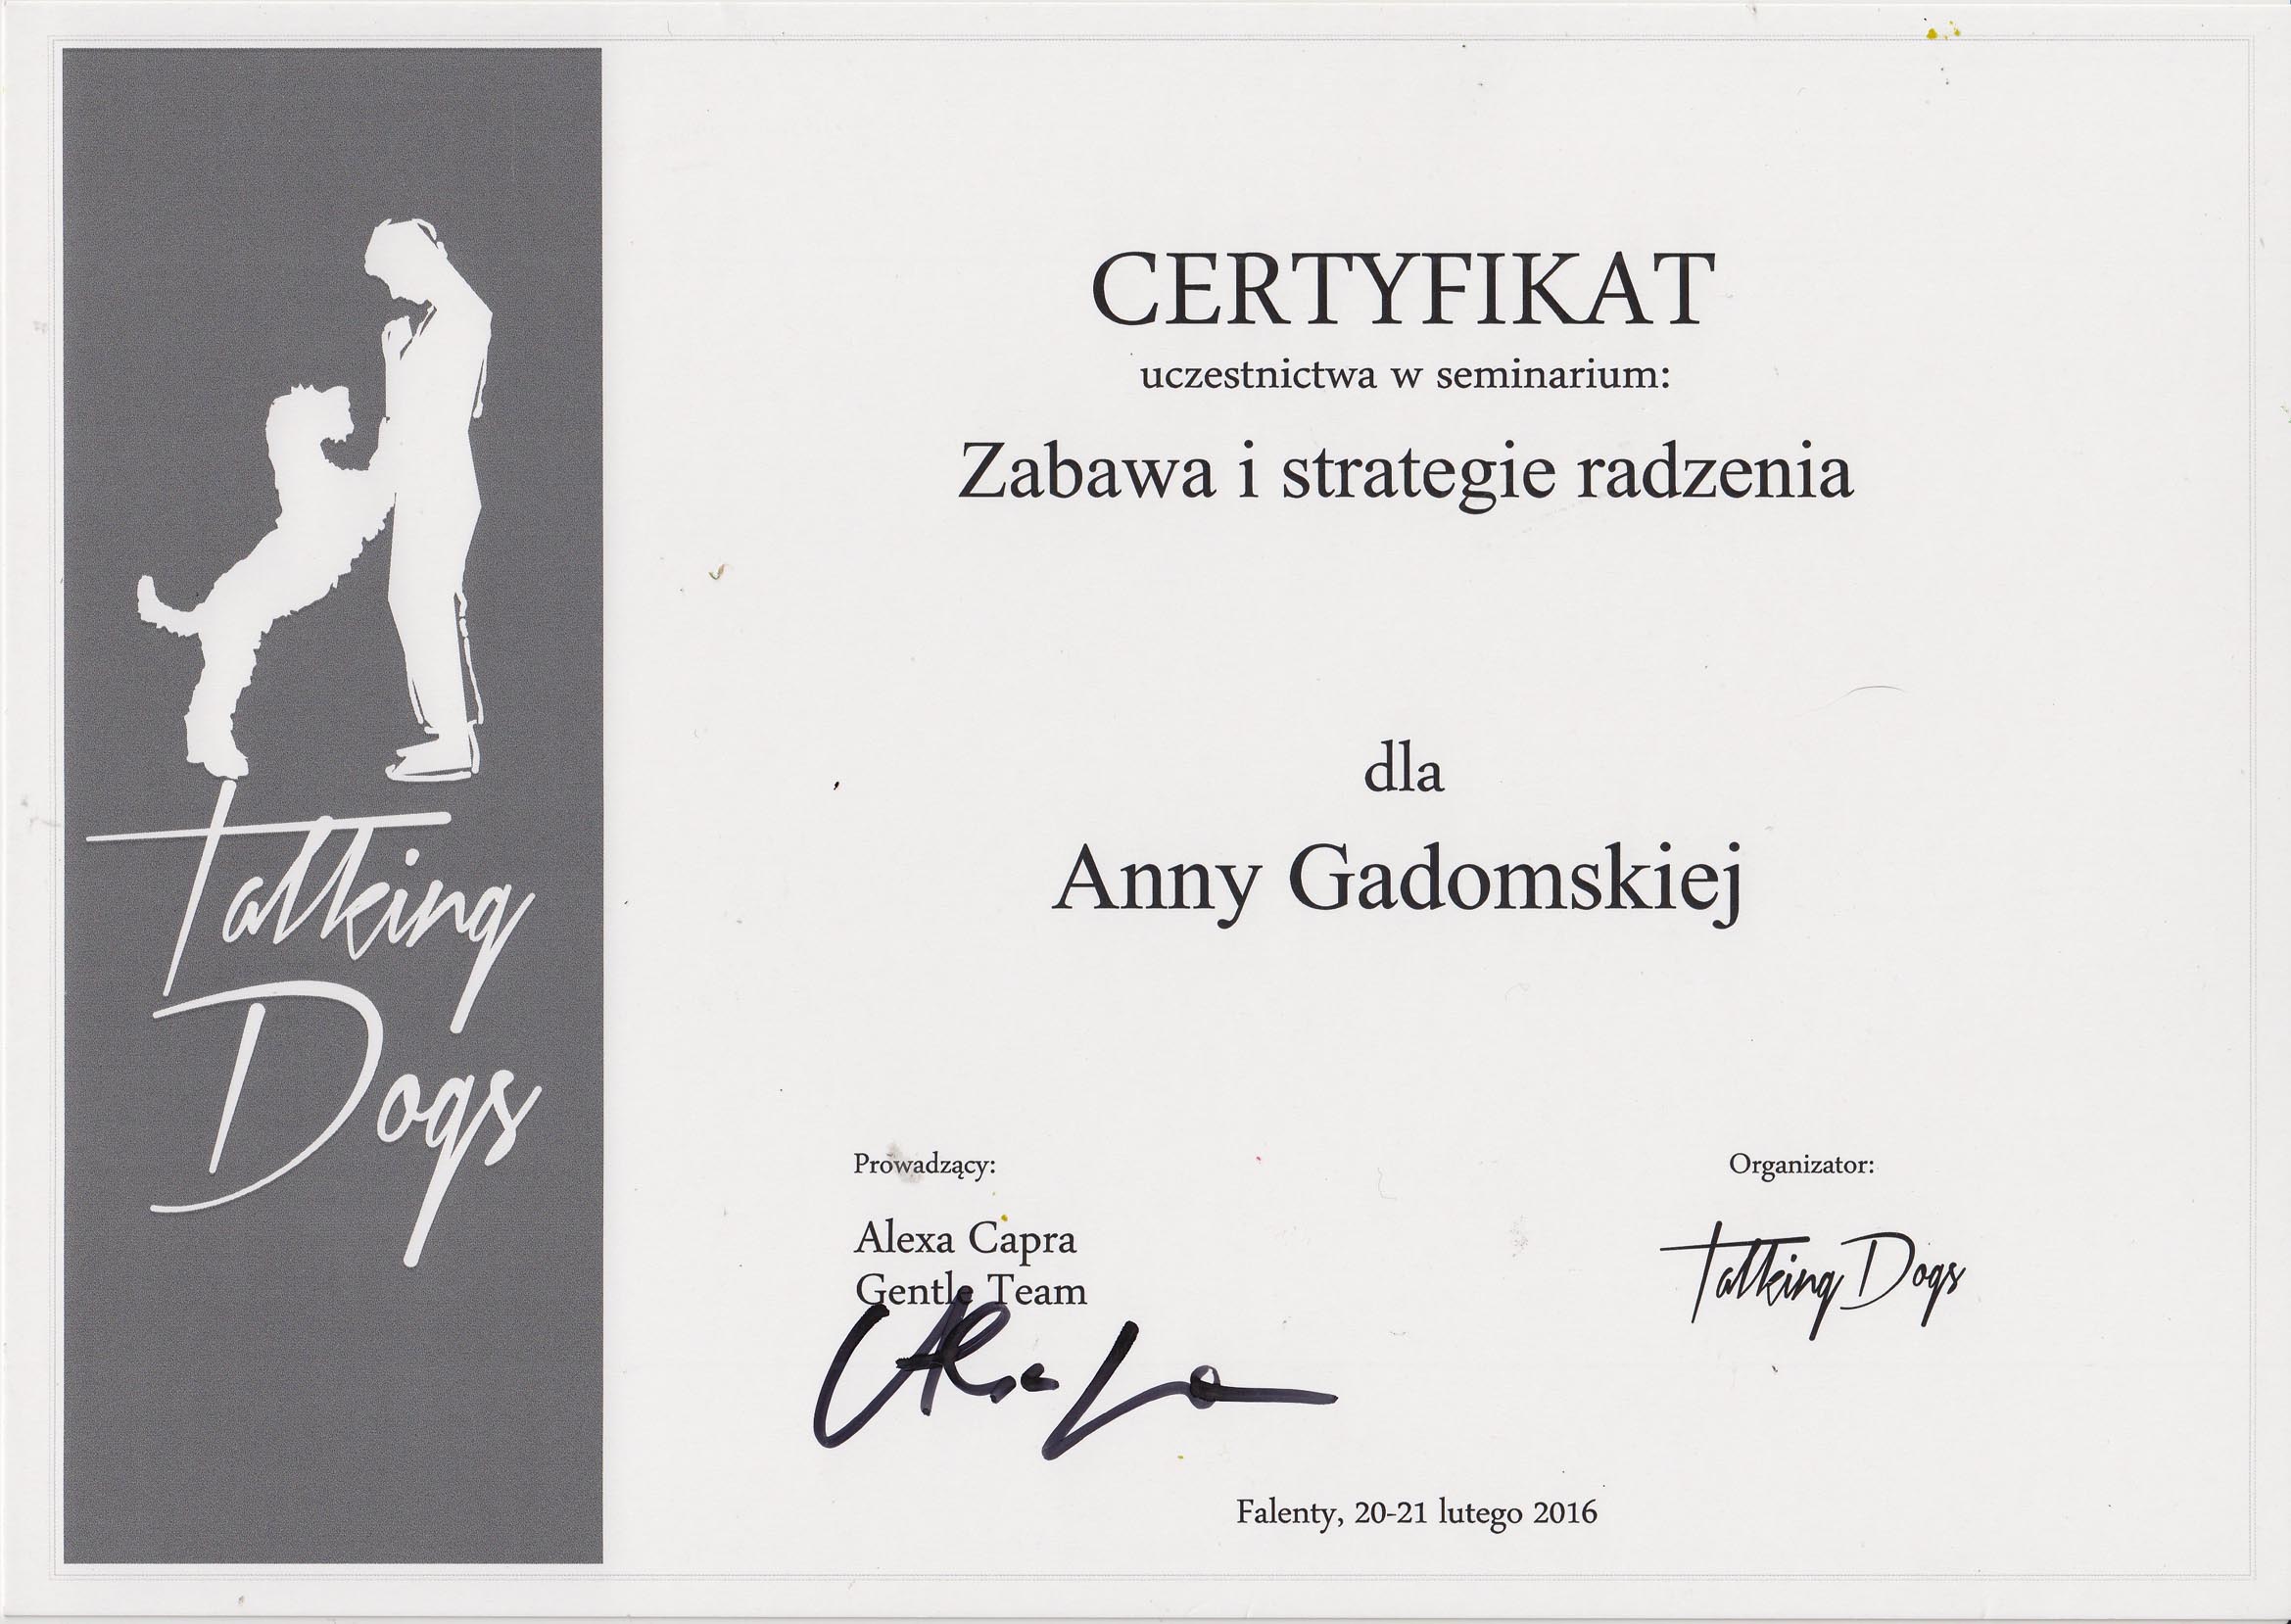 Talking
Dogs
CERTYFIKAT
uczestnictwa w seminarium:
Zabawa i strategie radzenia
dla
Anny Gadomskiej
Prowadzący:
Alexa Capra
Gentle Team
Organizator:
Talking Dogs
Falenty, 20-21 lutego 2016